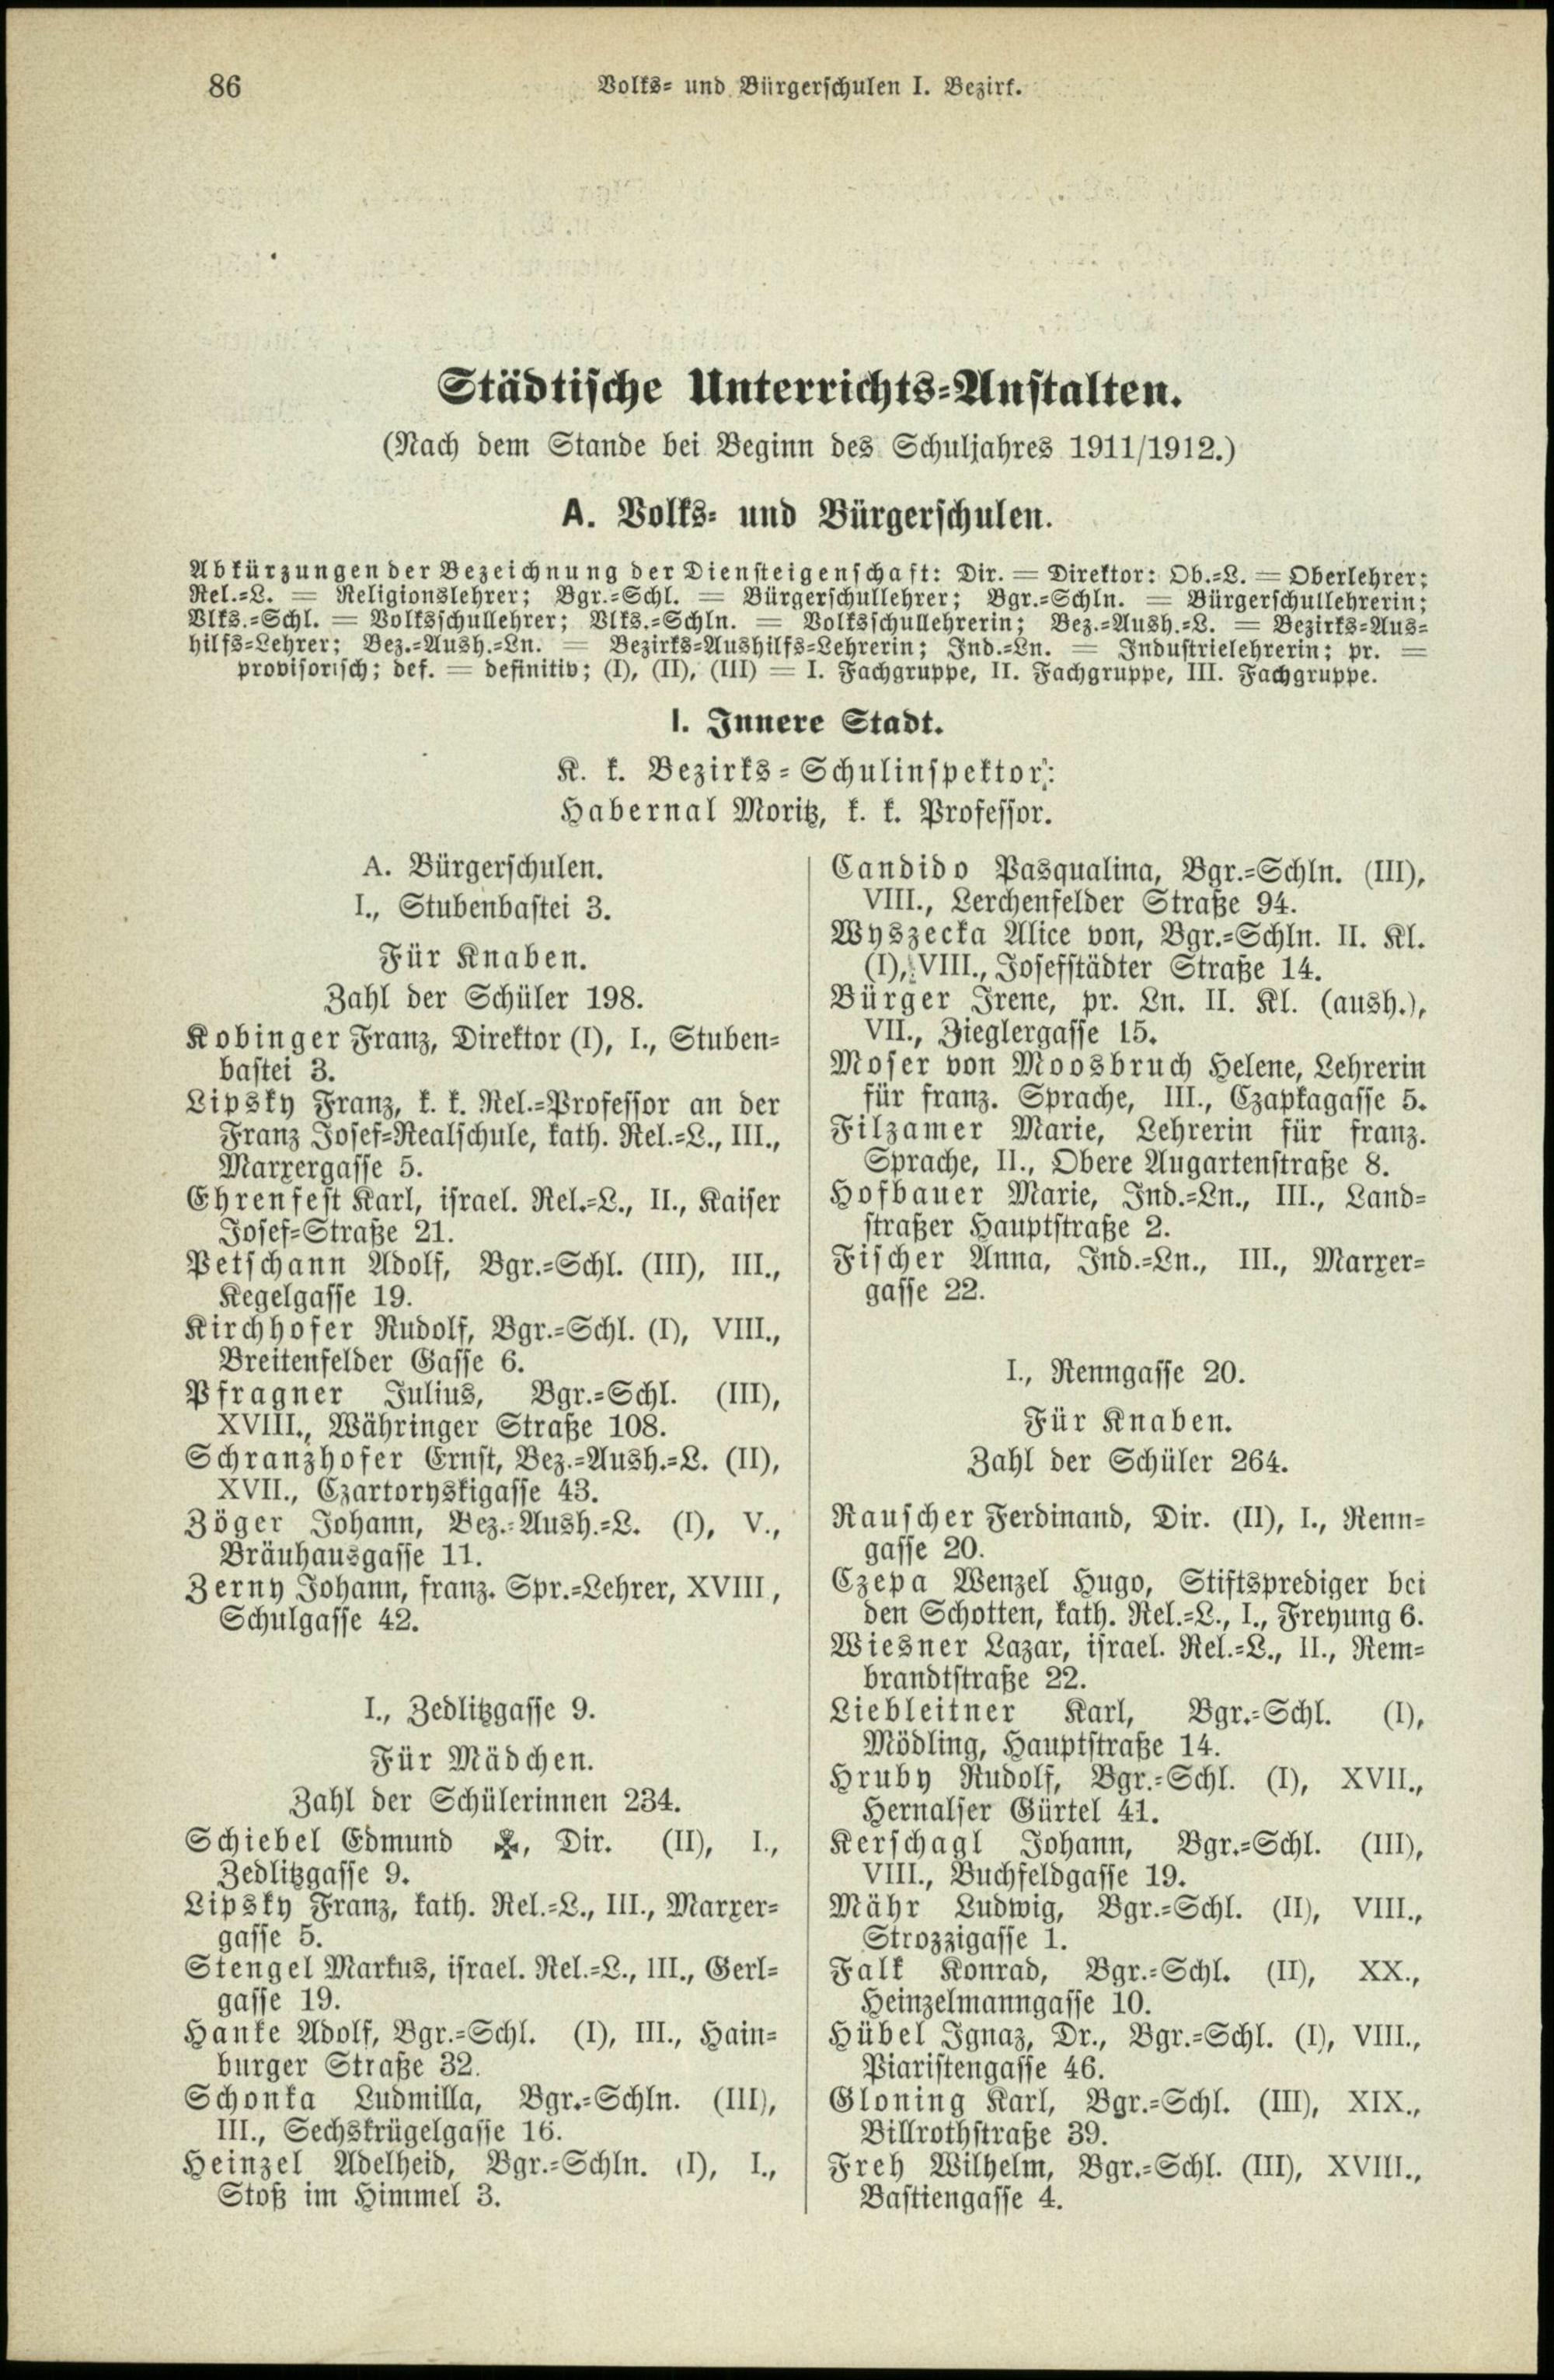 86
Volks- und Bürgerschulen I. Bezirk.
Städtische Unterrichts-Anstalten.
(Nach dem Stande bei Beginn des Schuljahres 1911/1912.)
A. Volks- und Bürgerschulen.
Abkürzungen der Bezeichnung der Diensteigenschaft: Dir. = Direktor: Ob.-L. = Oberlehrer;
Rel.-L. = Religionslehrer; Bgr.-Schl. = Bürgerschullehrer; Bgr.-Schln. = Bürgerschullehrerin;
Vlks.-Schl. = Volksschullehrer; Vlks.-Schln. = Volksschullehrerin; Bez.-Aush.-L. = Bezirks-Aus-
hilfs-Lehrer; Bez.-Aush.-Ln. = Bezirks-Aushilfs-Lehrerin; Ind.-Ln. = Industrielehrerin; pr. =
provisorisch; def. = definitiv; (I), (II), (III) = I. Fachgruppe, II. Fachgruppe, III. Fachgruppe.
I. Innere Stadt.
K. k. Bezirks-Schulinspektor:
Habernal Moritz, k. k. Professor.
A. Bürgerschulen.
I., Stubenbastei 3.
Für Knaben.
Zahl der Schüler 198.
Kobinger Franz, Direktor (I), I., Stuben-
bastei 3.
Lipsky Franz, k. k. Rel.-Professor an der
Franz Josef-Realschule, kath. Rel.-L., III.,
Marxergasse 5.
Ehrenfest Karl, israel. Rel.-L., II., Kaiser
Josef-Straße 21.
Petschann Adolf, Bgr.-Schl. (III), III.,
Kegelgasse 19.
Kirchhofer Rudolf, Bgr.-Schl. (I), VIII.,
Breitenfelder Gasse 6.
Pfragner Julius, Bgr.-Schl. (III),
XVIII., Währinger Straße 108.
Schranzhofer Ernst, Bez.-Aush.-L. (II),
XVII., Czartoryskigasse 43.
Zöger Johann, Bez.-Aush.-L. (I), V.,
Bräuhausgasse 11.
Zerny Johann, franz. Spr.-Lehrer, XVIII,
Schulgasse 42.
I., Zedlitzgasse 9.
Für Mädchen.
Zahl der Schülerinnen 234.
Schiebel Edmund ✠, Dir. (II), I.,
Zedlitzgasse 9.
Lipsky Franz, kath. Rel.-L., III., Marxer-
gasse 5.
Stengel Markus, israel. Rel.-L., III., Gerl-
gasse 19.
Hanke Adolf, Bgr.-Schl. (I), III., Hain-
burger Straße 32.
Schonka Ludmilla, Bgr.-Schln. (III),
III., Sechskrügelgasse 16.
Heinzel Adelheid, Bgr.-Schln. (I), I.,
Stoß im Himmel 3.
Candido Pasqualina, Bgr.-Schln. (III),
VIII., Lerchenfelder Straße 94.
Wyszecka Alice von, Bgr.-Schln. II. Kl.
(I), VIII., Josefstädter Straße 14.
Bürger Irene, pr. Ln. II. Kl. (aush.),
VII., Zieglergasse 15.
Moser von Moosbruch Helene, Lehrerin
für franz. Sprache, III., Czapkagasse 5.
Filzamer Marie, Lehrerin für franz.
Sprache, II., Obere Augartenstraße 8.
Hofbauer Marie, Ind.-Ln., III., Land-
straßer Hauptstraße 2.
Fischer Anna, Ind.-Ln., III., Marxer-
gasse 22.
I., Renngasse 20.
Für Knaben.
Zahl der Schüler 264.
Rauscher Ferdinand, Dir. (II), I., Renn-
gasse 20.
Czepa Wenzel Hugo, Stiftsprediger bei
den Schotten, kath. Rel.-L., I., Freyung 6.
Wiesner Lazar, israel. Rel.-L., II., Rem-
brandtstraße 22.
Liebleitner Karl, Bgr.-Schl. (I),
Mödling, Hauptstraße 14.
Hruby Rudolf, Bgr.-Schl. (I), XVII.,
Hernalser Gürtel 41.
Kerschagl Johann, Bgr.-Schl. (III),
VIII., Buchfeldgasse 19.
Mähr Ludwig, Bgr.-Schl. (II), VIII.,
Strozzigasse 1.
Falk Konrad, Bgr.-Schl. (II), XX.,
Heinzelmanngasse 10.
Hübel Ignaz, Dr., Bgr.-Schl. (I), VIII.,
Piaristengasse 46.
Gloning Karl, Bgr.-Schl. (III), XIX.,
Billrothstraße 39.
Freh Wilhelm, Bgr.-Schl. (III), XVIII.,
Bastiengasse 4.